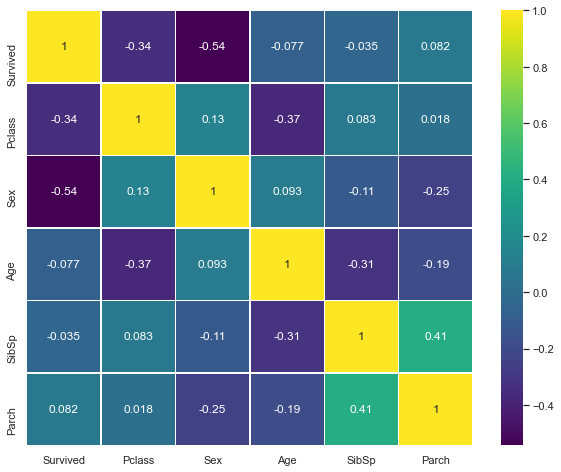 Survived 1 -0.34 -0.54 -0.077 -0.035 0.082
Pclass -0.34 1 0.13 -0.37 0.083 0.018
Sex -0.54 0.13 1 0.093 -0.11 -0.25
Age -0.077 -0.37 0.093 1 -0.31 -0.19
SibSp -0.035 0.083 -0.11 -0.31 1 0.41
Parch 0.082 0.018 -0.25 -0.19 0.41 1
Survived Pclass Sex Age SibSp Parch
1.0
0.8
0.6
0.4
0.2
0.0
−0.2
−0.4